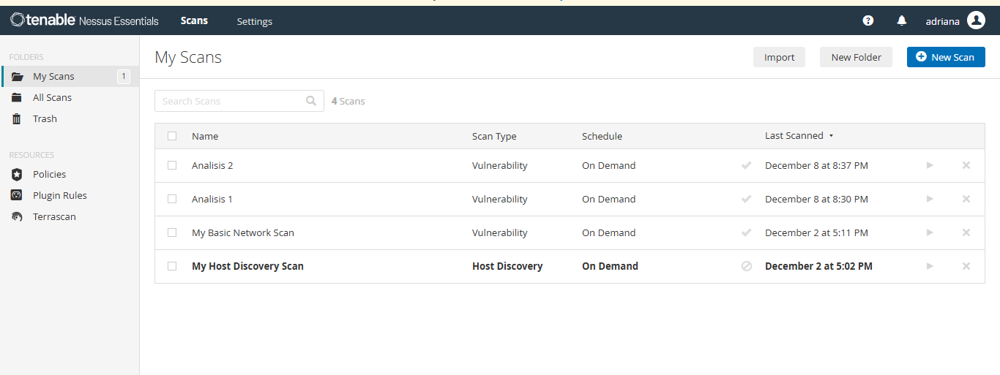 tenable Nessus Essentials Scans Settings adriana
FOLDERS
My Scans 1
All Scans
Trash
RESOURCES
Policies
Plugin Rules
Terrascan
My Scans Import New Folder New Scan
Search Scans 4 Scans
Name Scan Type Schedule Last Scanned
Analisis 2 Vulnerability On Demand December 8 at 8:37 PM
Analisis 1 Vulnerability On Demand December 8 at 8:30 PM
My Basic Network Scan Vulnerability On Demand December 2 at 5:11 PM
My Host Discovery Scan Host Discovery On Demand December 2 at 5:02 PM